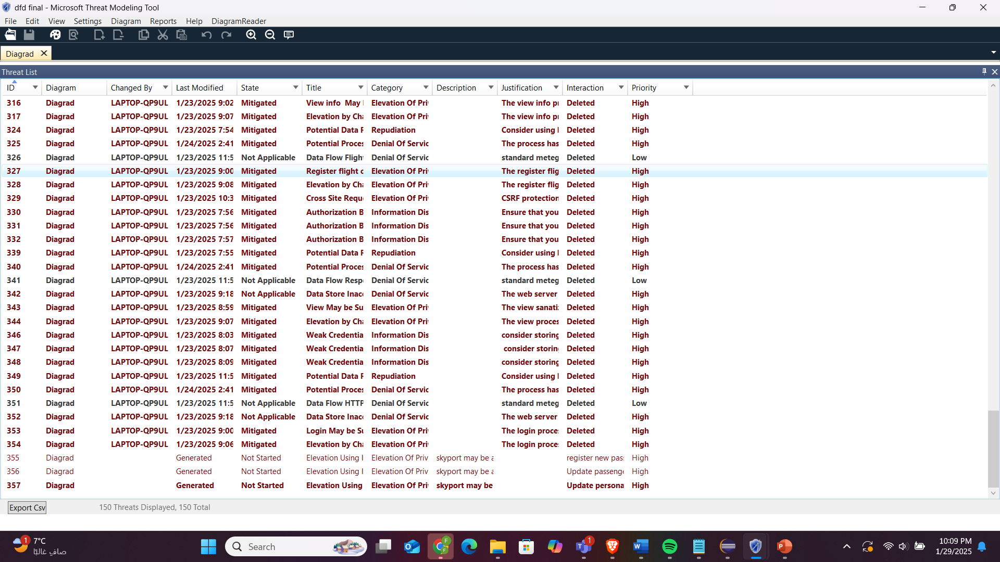 dfd final - Microsoft Threat Modeling Tool
File Edit View Settings Diagram Reports Help DiagramReader
Diagrad
Threat List
ID Diagram Changed By Last Modified State Title Category Description Justification Interaction Priority
316 Diagrad LAPTOP-QP9UL 1/23/2025 9:02 Mitigated View info May Elevation Of Pri The view info p Deleted High
317 Diagrad LAPTOP-QP9UL 1/23/2025 9:07 Mitigated Elevation by Ch Elevation Of Pri The view info p Deleted High
324 Diagrad LAPTOP-QP9UL 1/23/2025 7:54 Mitigated Potential Data Repudiation Consider using Deleted High
325 Diagrad LAPTOP-QP9UL 1/24/2025 2:41 Mitigated Potential Proces Denial Of Servic The process has Deleted High
326 Diagrad LAPTOP-QP9UL 1/23/2025 11:5 Not Applicable Data Flow Fligh Denial Of Servic standard meteg Deleted Low
327 Diagrad LAPTOP-QP9UL 1/23/2025 9:00 Mitigated Register flight c Elevation Of Pri The register flig Deleted High
328 Diagrad LAPTOP-QP9UL 1/23/2025 9:08 Mitigated Elevation by Ch Elevation Of Pri The register flig Deleted High
329 Diagrad LAPTOP-QP9UL 1/23/2025 10:3 Mitigated Cross Site Requ Elevation Of Pri CSRF protection Deleted High
330 Diagrad LAPTOP-QP9UL 1/23/2025 7:56 Mitigated Authorization B Information Dis Ensure that you Deleted High
331 Diagrad LAPTOP-QP9UL 1/23/2025 7:56 Mitigated Authorization B Information Dis Ensure that you Deleted High
332 Diagrad LAPTOP-QP9UL 1/23/2025 7:57 Mitigated Authorization B Information Dis Ensure that you Deleted High
339 Diagrad LAPTOP-QP9UL 1/23/2025 7:55 Mitigated Potential Data Repudiation Consider using Deleted High
340 Diagrad LAPTOP-QP9UL 1/24/2025 2:41 Mitigated Potential Proces Denial Of Servic The process has Deleted High
341 Diagrad LAPTOP-QP9UL 1/23/2025 11:5 Not Applicable Data Flow Resp Denial Of Servic standard meteg Deleted Low
342 Diagrad LAPTOP-QP9UL 1/23/2025 9:18 Not Applicable Data Store Inac Denial Of Servic The web server Deleted High
343 Diagrad LAPTOP-QP9UL 1/23/2025 8:59 Mitigated View May be Su Elevation Of Pri The view sanati Deleted High
344 Diagrad LAPTOP-QP9UL 1/23/2025 9:07 Mitigated Elevation by Ch Elevation Of Pri The view proces Deleted High
346 Diagrad LAPTOP-QP9UL 1/23/2025 8:03 Mitigated Weak Credentia Information Dis consider storing Deleted High
347 Diagrad LAPTOP-QP9UL 1/23/2025 8:07 Mitigated Weak Credentia Information Dis consider storin Deleted High
348 Diagrad LAPTOP-QP9UL 1/23/2025 8:09 Mitigated Weak Credentia Information Dis consider storing Deleted High
349 Diagrad LAPTOP-QP9UL 1/23/2025 11:5 Mitigated Potential Data Repudiation Consider using Deleted High
350 Diagrad LAPTOP-QP9UL 1/24/2025 2:41 Mitigated Potential Proces Denial Of Servic The process has Deleted High
351 Diagrad LAPTOP-QP9UL 1/23/2025 11:5 Not Applicable Data Flow HTTP Denial Of Servic standard meteg Deleted Low
352 Diagrad LAPTOP-QP9UL 1/23/2025 9:18 Not Applicable Data Store Inac Denial Of Servic The web server Deleted High
353 Diagrad LAPTOP-QP9UL 1/23/2025 9:00 Mitigated Login May be Su Elevation Of Pri The login proce Deleted High
354 Diagrad LAPTOP-QP9UL 1/23/2025 9:06 Mitigated Elevation by Ch Elevation Of Pri The login proce Deleted High
355 Diagrad Generated Not Started Elevation Using I Elevation Of Priv skyport may be a register new pas High
356 Diagrad Generated Not Started Elevation Using I Elevation Of Priv skyport may be a Update passenge High
357 Diagrad Generated Not Started Elevation Using Elevation Of Pri skyport may be Update persona High
Export Csv 150 Threats Displayed, 150 Total
1 7°C
صافٍ غالبًا
Search
1
10:09 PM
1/29/2025